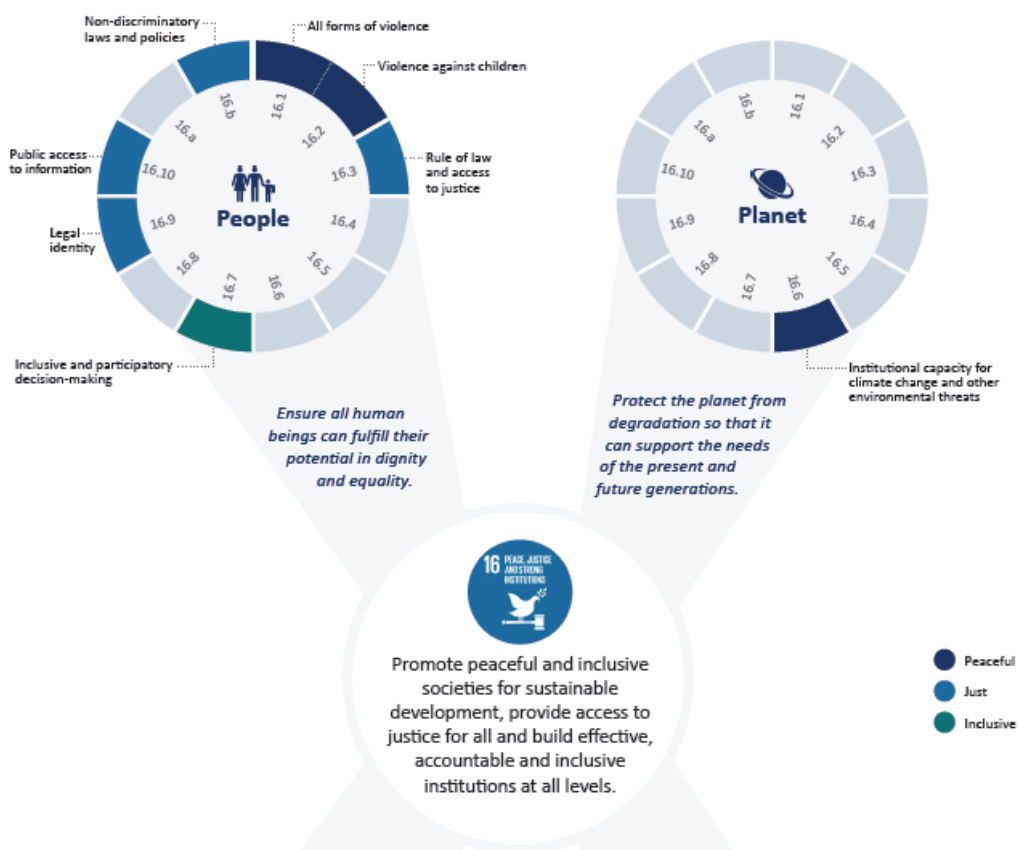 Non-discriminatory
laws and policies
All forms of violence
Violence against children
Public access
to information
Rule of law
and access
to justice
Legal
identity
Inclusive and participatory
decision-making
16.1
16.2
16.3
16.4
16.5
16.6
16.7
16.8
16.9
16.10
16.a
16.b
People
16.1
16.2
16.3
16.4
16.5
16.6
16.7
16.8
16.9
16.10
16.a
16.b
Planet
Institutional capacity for
climate change and other
environmental threats
Ensure all human
beings can fulfill their
potential in dignity
and equality.
Protect the planet from
degradation so that it
can support the needs
of the present and
future generations.
16 PEACE, JUSTICE
AND STRONG
INSTITUTIONS
Promote peaceful and inclusive
societies for sustainable
development, provide access to
justice for all and build effective,
accountable and inclusive
institutions at all levels.
Peaceful
Just
Inclusive